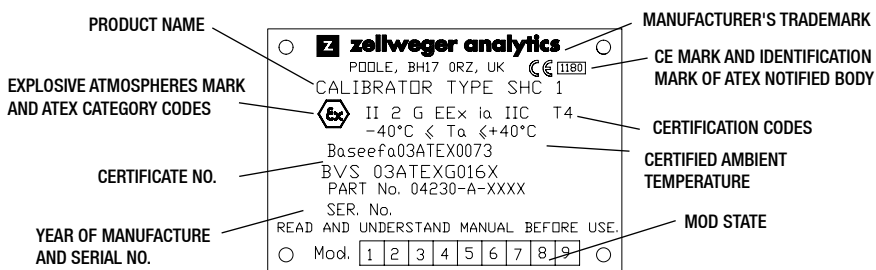 PRODUCT NAME
MANUFACTURER'S TRADEMARK
Z zellweger analytics
POOLE, BH17 0RZ, UK CE 1180
CE MARK AND IDENTIFICATION
MARK OF ATEX NOTIFIED BODY
EXPLOSIVE ATMOSPHERES MARK
AND ATEX CATEGORY CODES
CALIBRATOR TYPE SHC 1
Ex II 2 G EEx ia IIC T4
-40°C ⩽ Ta ⩽+40°C
CERTIFICATION CODES
Baseefa03ATEX0073
CERTIFIED AMBIENT
TEMPERATURE
CERTIFICATE NO.
BVS 03ATEXG016X
PART No. 04230-A-XXXX
SER. No.
YEAR OF MANUFACTURE
AND SERIAL NO.
READ AND UNDERSTAND MANUAL BEFORE USE.
MOD STATE
Mod. 1 2 3 4 5 6 7 8 9